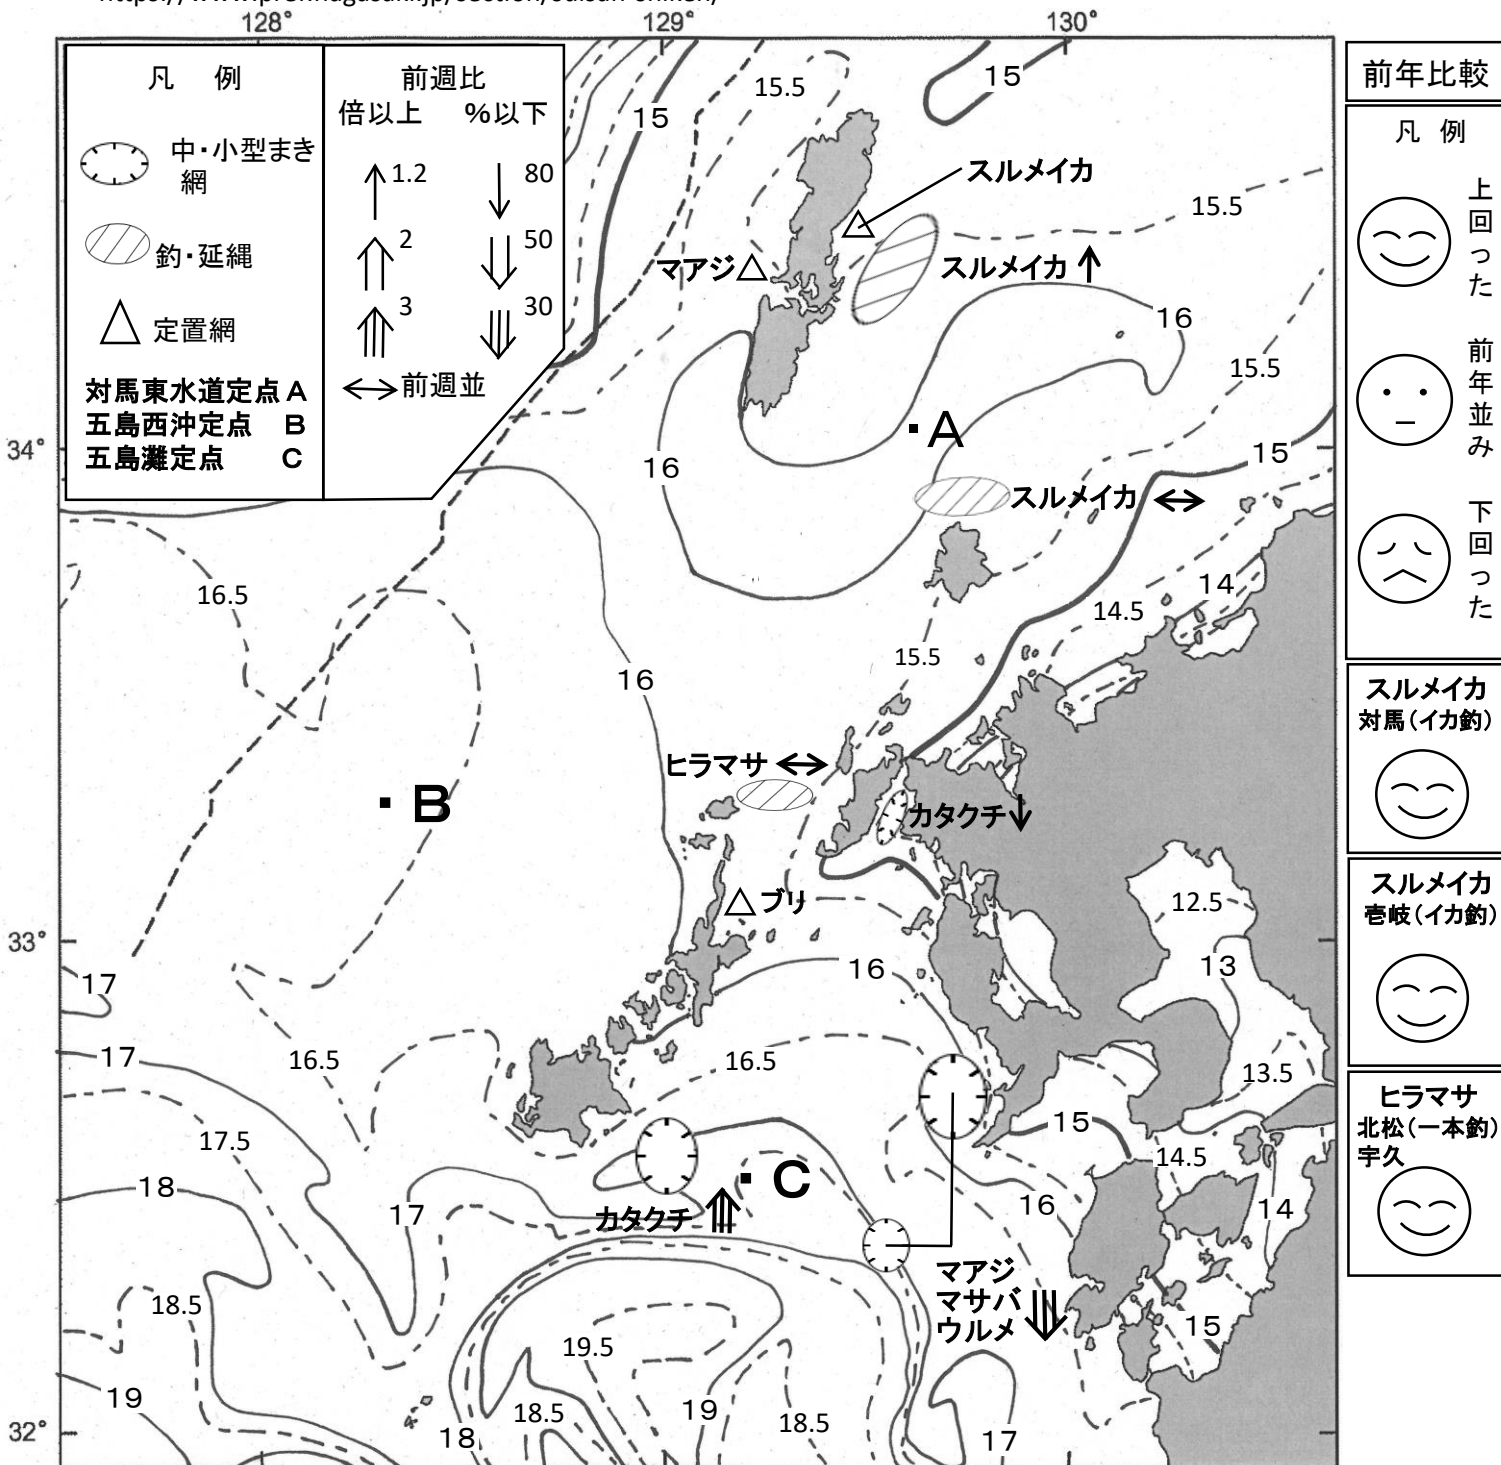 https://www.pref.nagasaki.jp/section/suisan-shiken/
128°
129°
130°
凡 例
中・小型まき
網
釣・延縄
定置網
対馬東水道定点 A
五島西沖定点 B
五島灘定点 C
前週比
倍以上 %以下
1.2 80
2 50
3 30
前週並
前年比較
凡 例
上回った
前年並み
下回った
スルメイカ
対馬(イカ釣)
スルメイカ
壱岐(イカ釣)
ヒラマサ
北松(一本釣)
宇久
15
15.5
15
スルメイカ
15.5
マアジ
スルメイカ
16
15.5
34°
A
16
15
スルメイカ
16.5
14
14.5
15.5
16
ヒラマサ
B
カタクチ
ブリ
12.5
33°
16
13
17
17
16.5
16.5
13.5
17.5
15
14.5
C
18
17
カタクチ
16
14
マアジ
マサバ
ウルメ
18.5
15
19.5
19
18.5
19
18.5
32°
18
17